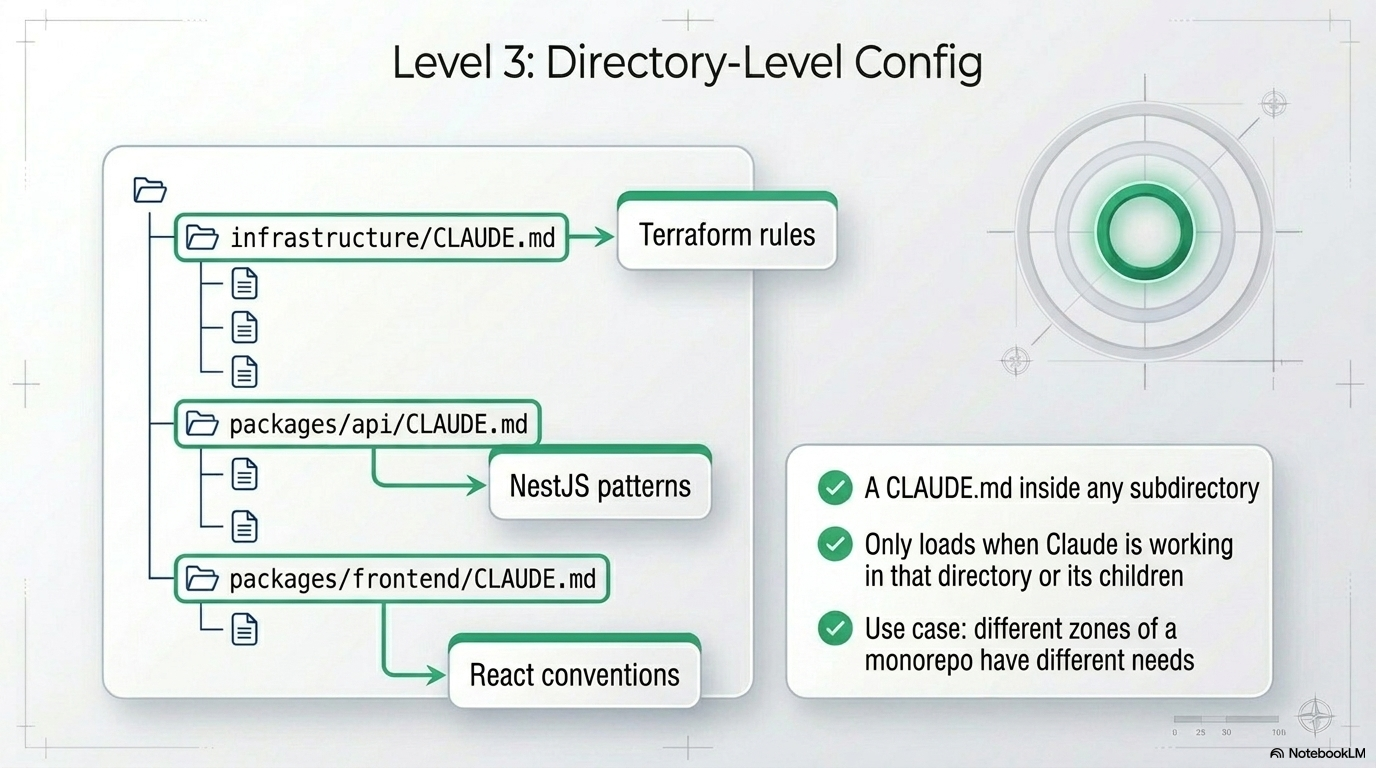 Level 3: Directory-Level Config
infrastructure/CLAUDE.md
Terraform rules
packages/api/CLAUDE.md
NestJS patterns
packages/frontend/CLAUDE.md
React conventions
A CLAUDE.md inside any subdirectory
Only loads when Claude is working
in that directory or its children
Use case: different zones of a
monorepo have different needs
0 25 30 100
NotebookLM